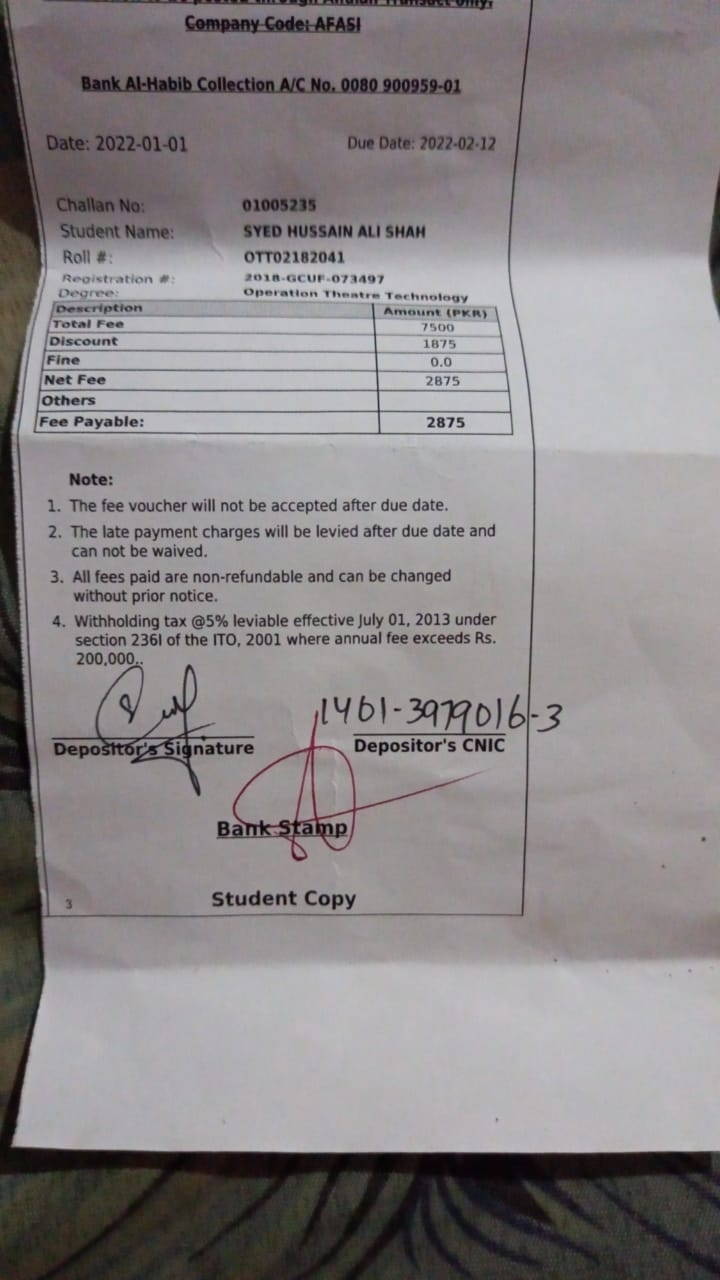 Company Code: AFASI
Bank Al-Habib Collection A/C No. 0080 900959-01
Date: 2022-01-01 Due Date: 2022-02-12
Challan No: 01005235
Student Name: SYED HUSSAIN ALI SHAH
Roll #: OTT02182041
Registration #: 2018-GCUF-073497
Degree: Operation Theatre Technology
Description Amount (PKR)
Total Fee 7500
Discount 1875
Fine 0.0
Net Fee 2875
Others
Fee Payable: 2875
Note:
1. The fee voucher will not be accepted after due date.
2. The late payment charges will be levied after due date and
can not be waived.
3. All fees paid are non-refundable and can be changed
without prior notice.
4. Withholding tax @5% leviable effective July 01, 2013 under
section 236I of the ITO, 2001 where annual fee exceeds Rs.
200,000..
1401-3979016-3
Depositor's Signature Depositor's CNIC
Bank Stamp
3 Student Copy